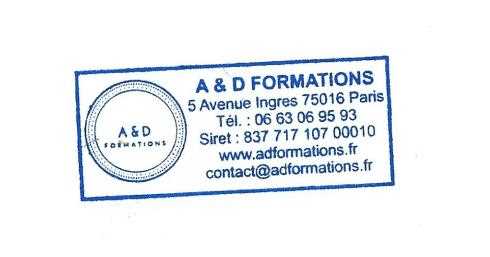 A & D
FORMATIONS
A & D FORMATIONS
5 Avenue Ingres 75016 Paris
Tél. : 06 63 06 95 93
Siret : 837 717 107 00010
www.adformations.fr
contact@adformations.fr